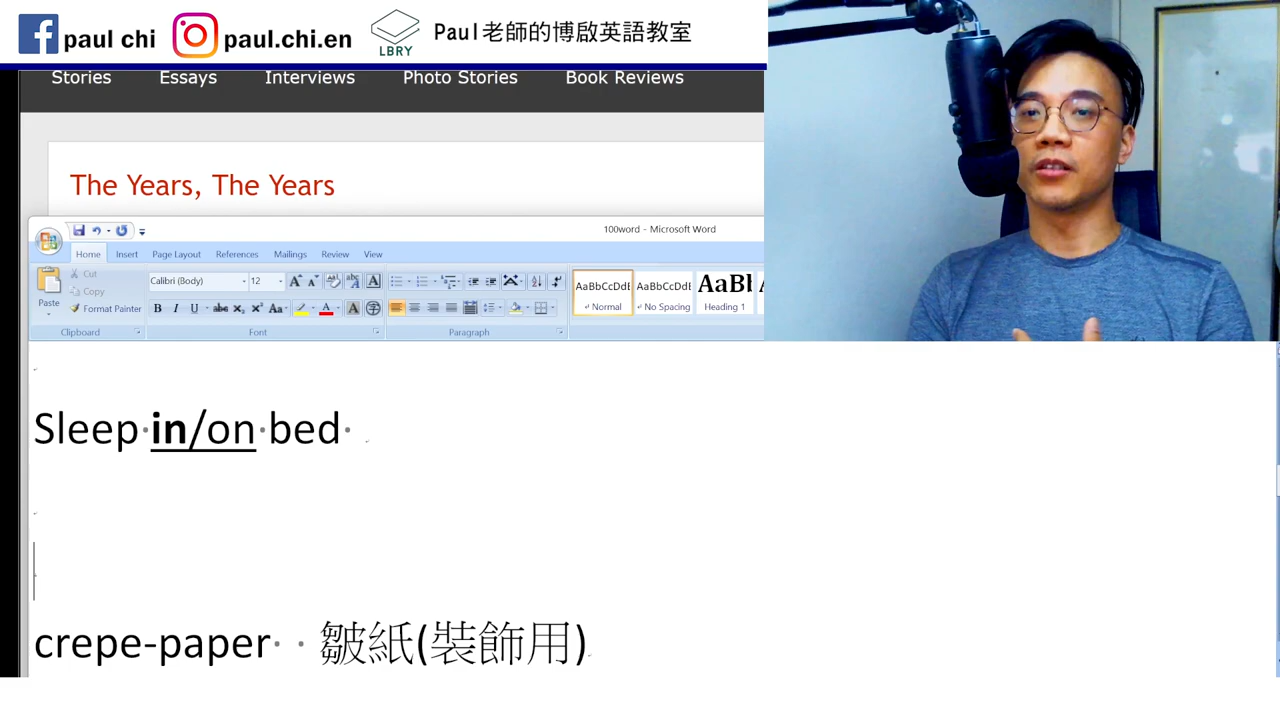 paul chi paul.chi.en LBRY Paul老師的博啟英語教室
Stories Essays Interviews Photo Stories Book Reviews
The Years, The Years
100word - Microsoft Word
Home Insert Page Layout References Mailings Review View
Cut
Copy
Format Painter
Paste
Calibri (Body) 12
AaBbCcDdE AaBbCcDdE AaBb
Normal No Spacing Heading 1
Clipboard Font Paragraph
Sleep in/on bed
crepe-paper 皺紙(裝飾用)